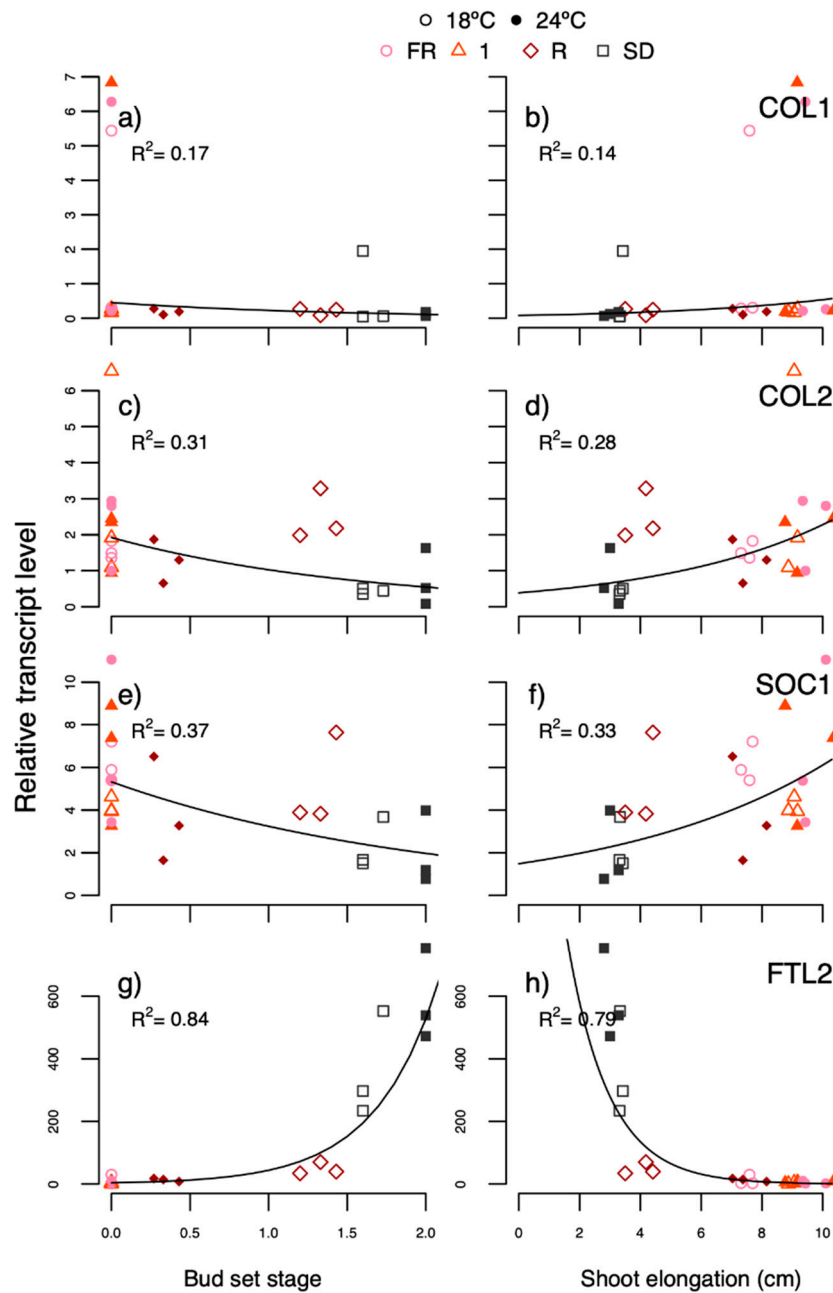 18ºC 24ºC
FR 1 R SD
a) b) COL1
R2= 0.17 R2= 0.14
0 1 2 3 4 5 6 7
c) d) COL2
R2= 0.31 R2= 0.28
0 1 2 3 4 5 6
Relative transcript level
e) f) SOC1
R2= 0.37 R2= 0.33
0 2 4 6 8 10
g) h) FTL2
R2= 0.84 R2= 0.79
0 200 400 600
0.0 0.5 1.0 1.5 2.0 0 2 4 6 8 10
Bud set stage Shoot elongation (cm)